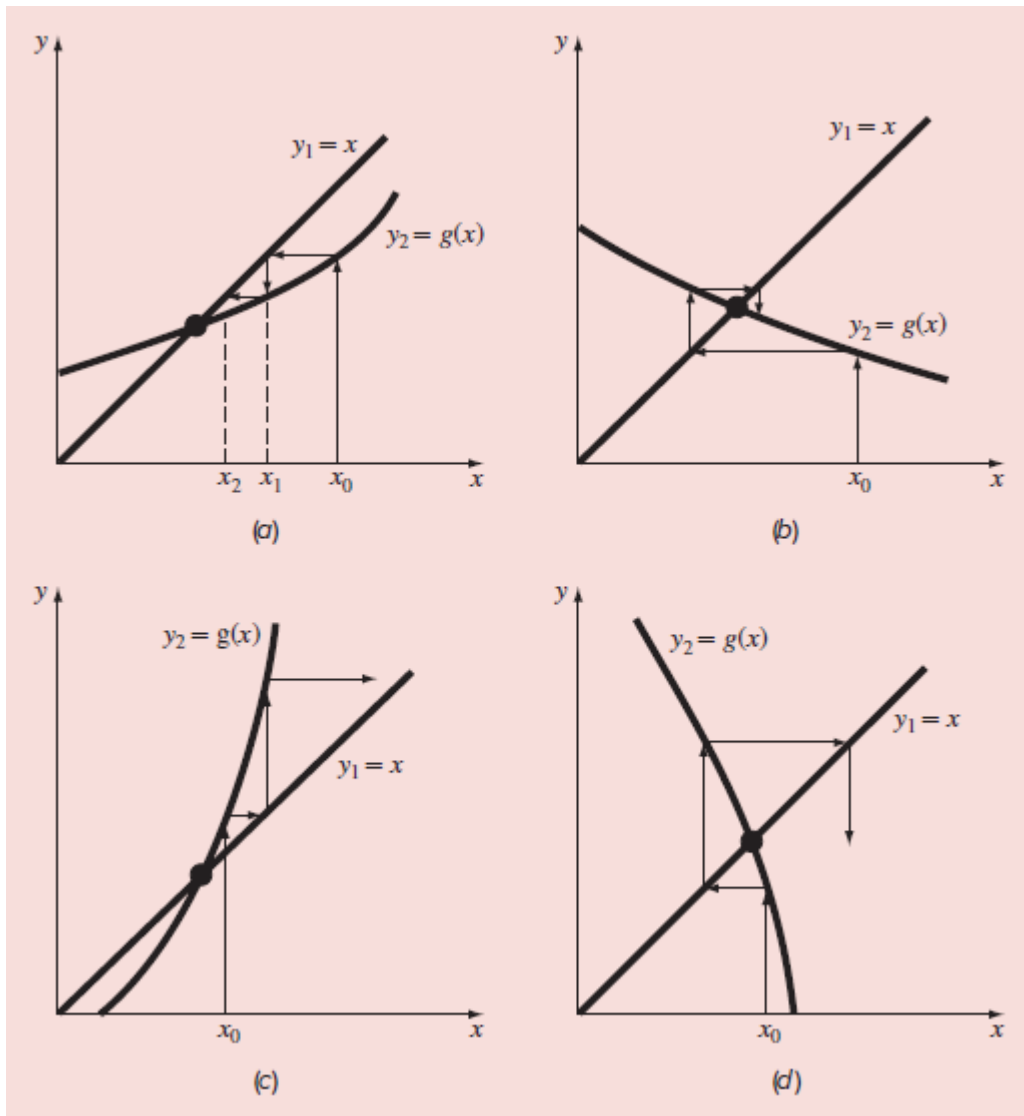 y
y₁ = x
y₂ = g(x)
x₂ x₁ x₀ x
(a)
y
y₁ = x
y₂ = g(x)
x₀ x
(b)
y
y₂ = g(x)
y₁ = x
x₀ x
(c)
y
y₂ = g(x)
y₁ = x
x₀ x
(d)